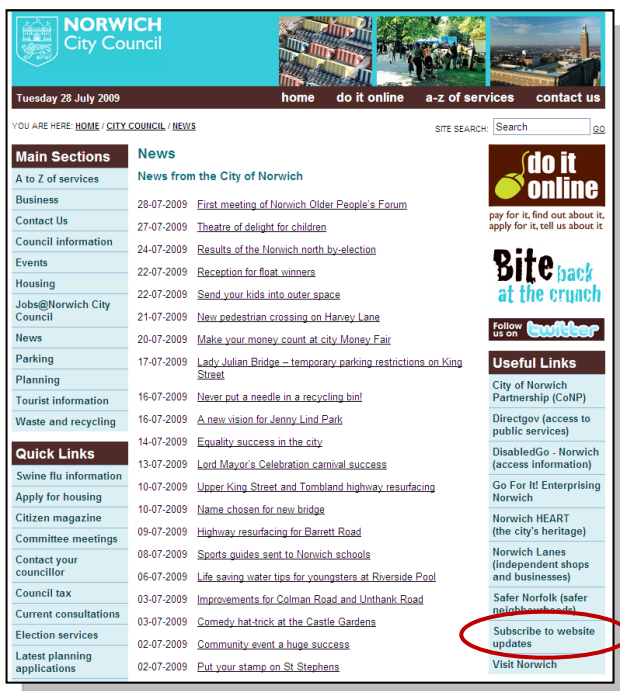 NORWICH
City Council
Tuesday 28 July 2009
home do it online a-z of services contact us
YOU ARE HERE: HOME / CITY COUNCIL / NEWS
SITE SEARCH: Search GO
Main Sections
A to Z of services
Business
Contact Us
Council information
Events
Housing
Jobs@Norwich City
Council
News
Parking
Planning
Tourist information
Waste and recycling
Quick Links
Swine flu information
Apply for housing
Citizen magazine
Committee meetings
Contact your
councillor
Council tax
Current consultations
Election services
Latest planning
applications
News
News from the City of Norwich
28-07-2009 First meeting of Norwich Older People's Forum
27-07-2009 Theatre of delight for children
24-07-2009 Results of the Norwich north by-election
22-07-2009 Reception for float winners
22-07-2009 Send your kids into outer space
21-07-2009 New pedestrian crossing on Harvey Lane
20-07-2009 Make your money count at city Money Fair
17-07-2009 Lady Julian Bridge – temporary parking restrictions on King
Street
16-07-2009 Never put a needle in a recycling bin!
16-07-2009 A new vision for Jenny Lind Park
14-07-2009 Equality success in the city
13-07-2009 Lord Mayor's Celebration carnival success
10-07-2009 Upper King Street and Tombland highway resurfacing
10-07-2009 Name chosen for new bridge
09-07-2009 Highway resurfacing for Barrett Road
08-07-2009 Sports guides sent to Norwich schools
06-07-2009 Life saving water tips for youngsters at Riverside Pool
03-07-2009 Improvements for Colman Road and Unthank Road
03-07-2009 Comedy hat-trick at the Castle Gardens
02-07-2009 Community event a huge success
02-07-2009 Put your stamp on St Stephens
do it
online
pay for it, find out about it,
apply for it, tell us about it
Bite back
at the crunch
Follow
us on twitter
Useful Links
City of Norwich
Partnership (CoNP)
Directgov (access to
public services)
DisabledGo - Norwich
(access information)
Go For It! Enterprising
Norwich
Norwich HEART
(the city's heritage)
Norwich Lanes
(independent shops
and businesses)
Safer Norfolk (safer
neighbourhoods)
Subscribe to website
updates
Visit Norwich